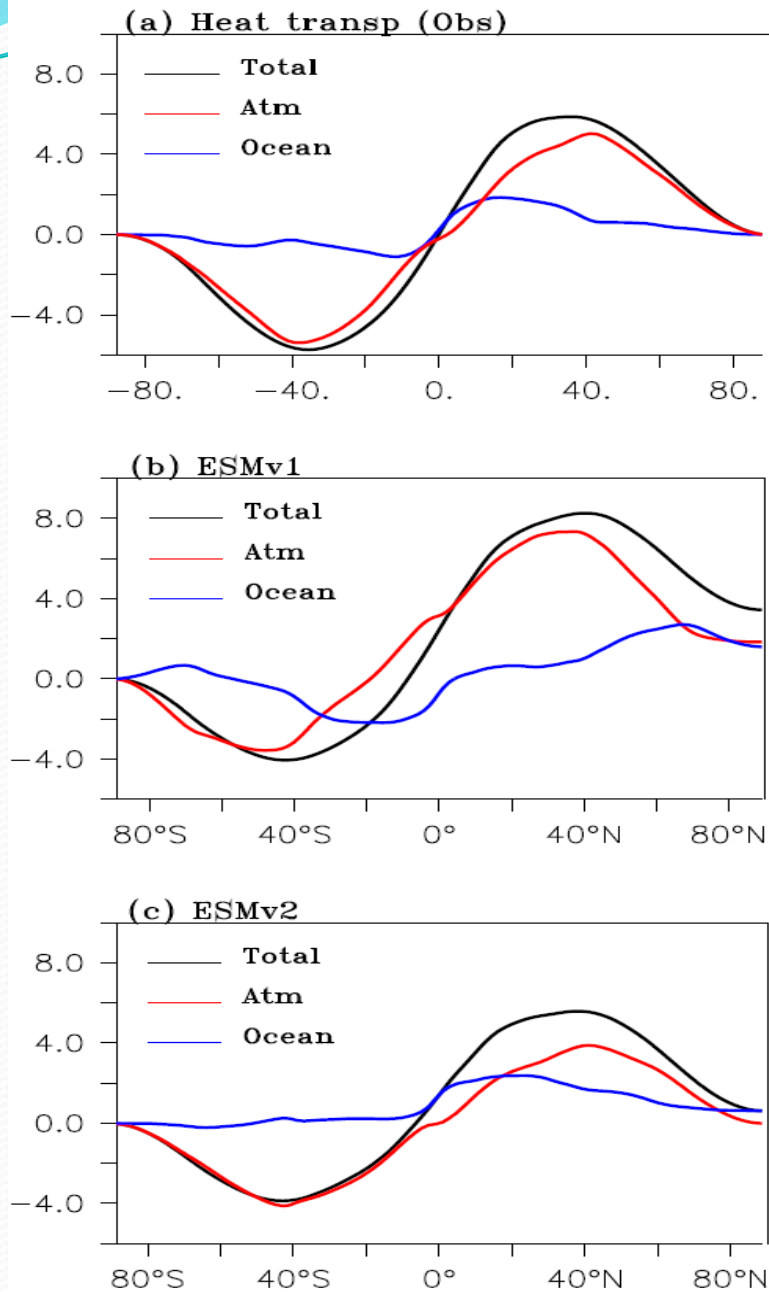 (a) Heat transp (Obs)
8.0
Total
Atm
4.0
Ocean
0.0
−4.0
−80. −40. 0. 40. 80.
(b) ESMv1
8.0
Total
Atm
4.0
Ocean
0.0
−4.0
80°S 40°S 0° 40°N 80°N
(c) ESMv2
8.0
Total
Atm
4.0
Ocean
0.0
−4.0
80°S 40°S 0° 40°N 80°N